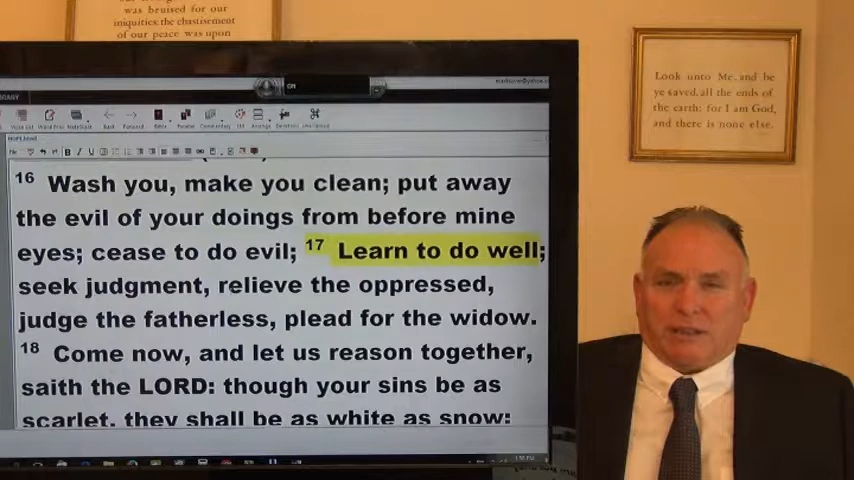 was bruised for our
iniquities the chastisement
of our peace was upon
Look unto Me, and be
ye saved, all the ends of
the earth: for I am God,
and there is none else.
16 Wash you, make you clean; put away
the evil of your doings from before mine
eyes; cease to do evil; 17 Learn to do well;
seek judgment, relieve the oppressed,
judge the fatherless, plead for the widow.
18 Come now, and let us reason together,
saith the LORD: though your sins be as
scarlet, they shall be as white as snow: